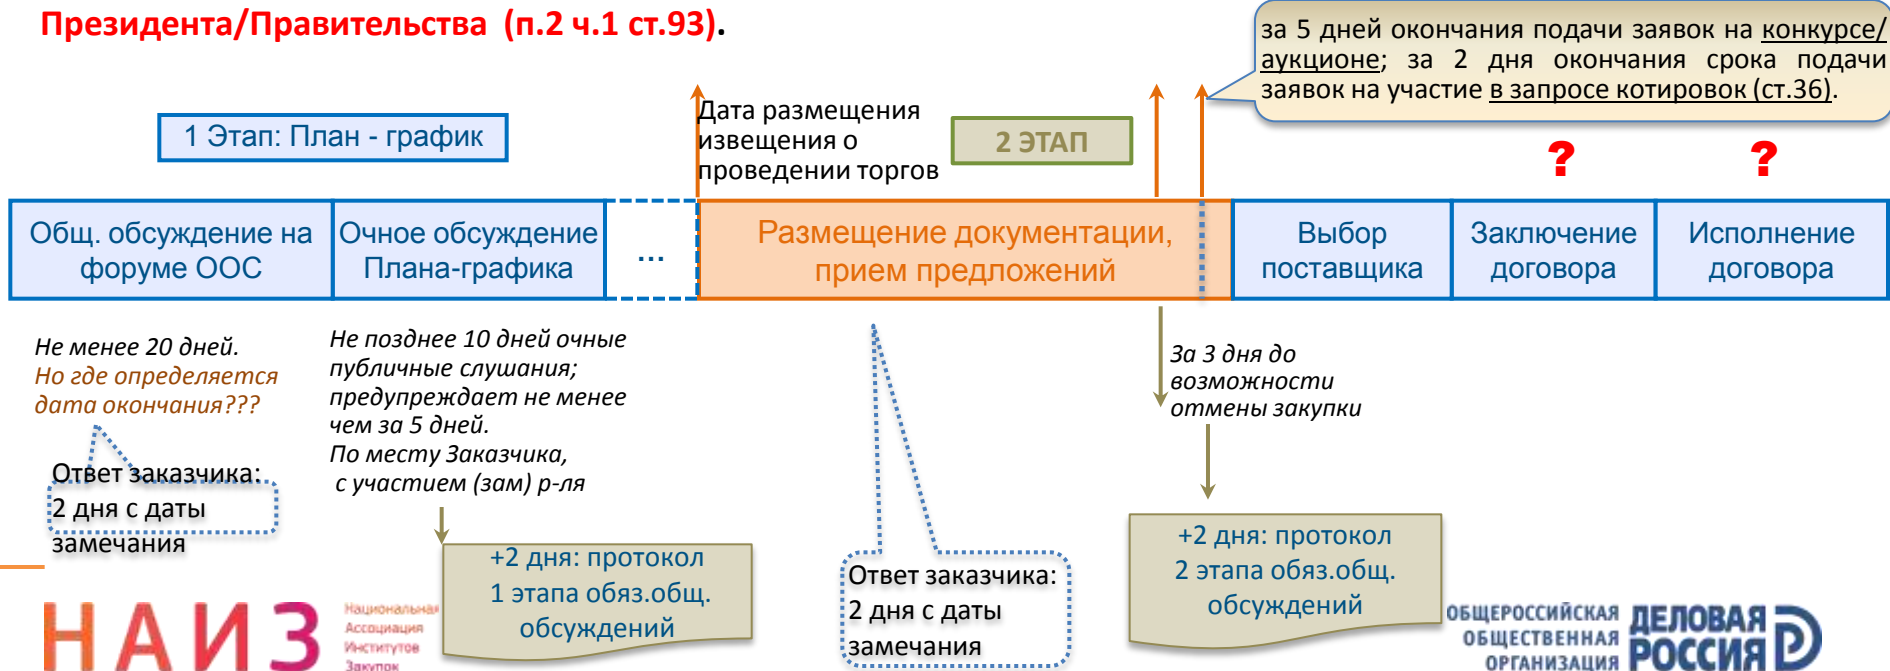 Президента/Правительства (п.2 ч.1 ст.93).
за 5 дней окончания подачи заявок на конкурсе/
аукционе; за 2 дня окончания срока подачи
заявок на участие в запросе котировок (ст.36).
1 Этап: План - график
Дата размещения
извещения о
проведении торгов
2 ЭТАП
?
?
Общ. обсуждение на
форуме ООС
Очное обсуждение
Плана-графика
...
Размещение документации,
прием предложений
Выбор
поставщика
Заключение
договора
Исполнение
договора
Не менее 20 дней.
Но где определяется
дата окончания???
Ответ заказчика:
2 дня с даты
замечания
Не позднее 10 дней очные
публичные слушания;
предупреждает не менее
чем за 5 дней.
По месту Заказчика,
с участием (зам) р-ля
+2 дня: протокол
1 этапа обяз.общ.
обсуждений
Ответ заказчика:
2 дня с даты
замечания
За 3 дня до
возможности
отмены закупки
+2 дня: протокол
2 этапа обяз.общ.
обсуждений
НАИЗ
Национальная
Ассоциация
Институтов
Закупок
ОБЩЕРОССИЙСКАЯ
ОБЩЕСТВЕННАЯ
ОРГАНИЗАЦИЯ
ДЕЛОВАЯ
РОССИЯ